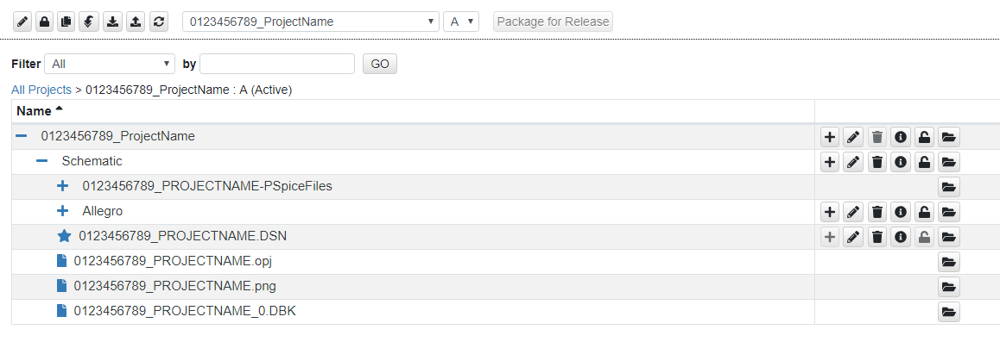 0123456789_ProjectName A Package for Release
Filter All by GO
All Projects > 0123456789_ProjectName : A (Active)
Name
0123456789_ProjectName
Schematic
0123456789_PROJECTNAME-PSpiceFiles
Allegro
0123456789_PROJECTNAME.DSN
0123456789_PROJECTNAME.opj
0123456789_PROJECTNAME.png
0123456789_PROJECTNAME_0.DBK